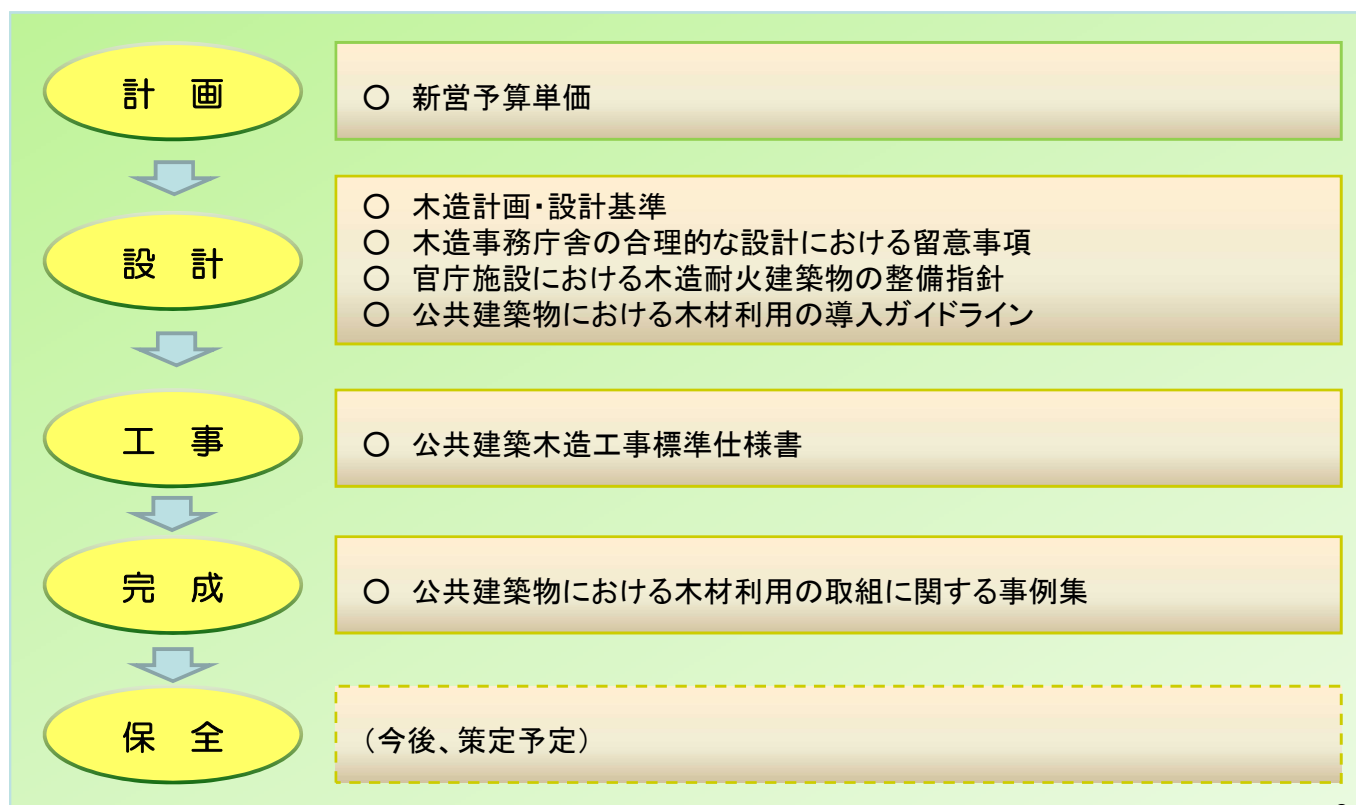 計 画
〇 新営予算単価
設 計
〇 木造計画・設計基準
〇 木造事務庁舎の合理的な設計における留意事項
〇 官庁施設における木造耐火建築物の整備指針
〇 公共建築物における木材利用の導入ガイドライン
工 事
〇 公共建築木造工事標準仕様書
完 成
〇 公共建築物における木材利用の取組に関する事例集
保 全
（今後、策定予定）